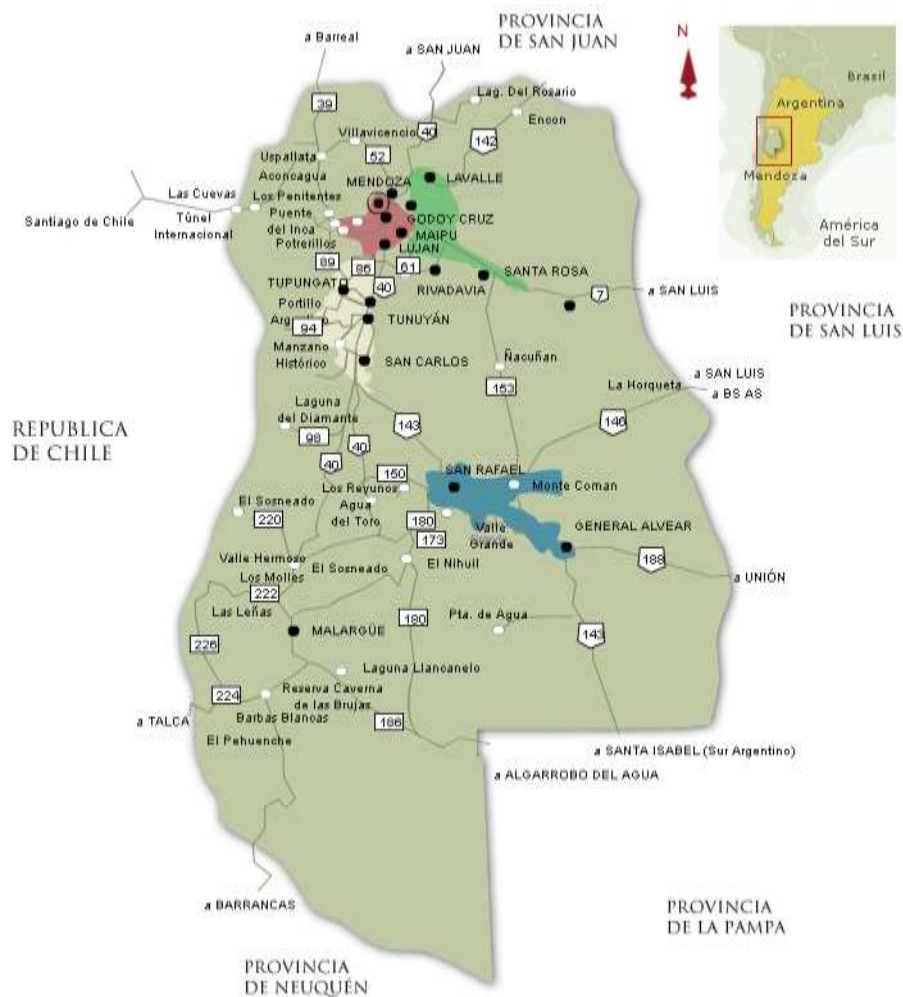 PROVINCIA
DE SAN JUAN
N
a Barreal
a SAN JUAN
Brasil
Argentina
Mendoza
América
del Sur
39
Lag. Del Rosario
Encon
Villavicencio
40
142
52
Uspallata
Aconcagua
MENDOZA
LAVALLE
Las Cuevas
Los Penitentes
Santiago de Chile
Túnel
Internacional
Puente
del Inca
GODOY CRUZ
MAIPU
Potrerillos
LUJAN
89
86
61
SANTA ROSA
TUPUNGATO
40
RIVADAVIA
7
a SAN LUIS
PROVINCIA
DE SAN LUIS
Portillo
Argentino
94
TUNUYÁN
Manzano
Histórico
SAN CARLOS
Ñacuñan
153
a SAN LUIS
La Horqueta
a BS AS
REPUBLICA
DE CHILE
Laguna
del Diamante
143
146
98
40
40
150
SAN RAFAEL
Los Reyunos
Monte Coman
El Sosneado
Agua
del Toro
220
180
Valle
Grande
GENERAL ALVEAR
173
188
Valle Hermoso
El Sosneado
El Nihuil
a UNIÓN
Los Molles
222
Las Leñas
180
Pta. de Agua
226
MALARGÜE
143
Laguna Llancanelo
224
Reserva Caverna
de las Brujas
a TALCA
Barbas Blancas
186
El Pehuenche
a SANTA ISABEL (Sur Argentino)
a ALGARROBO DEL AGUA
a BARRANCAS
PROVINCIA
DE LA PAMPA
PROVINCIA
DE NEUQUÉN